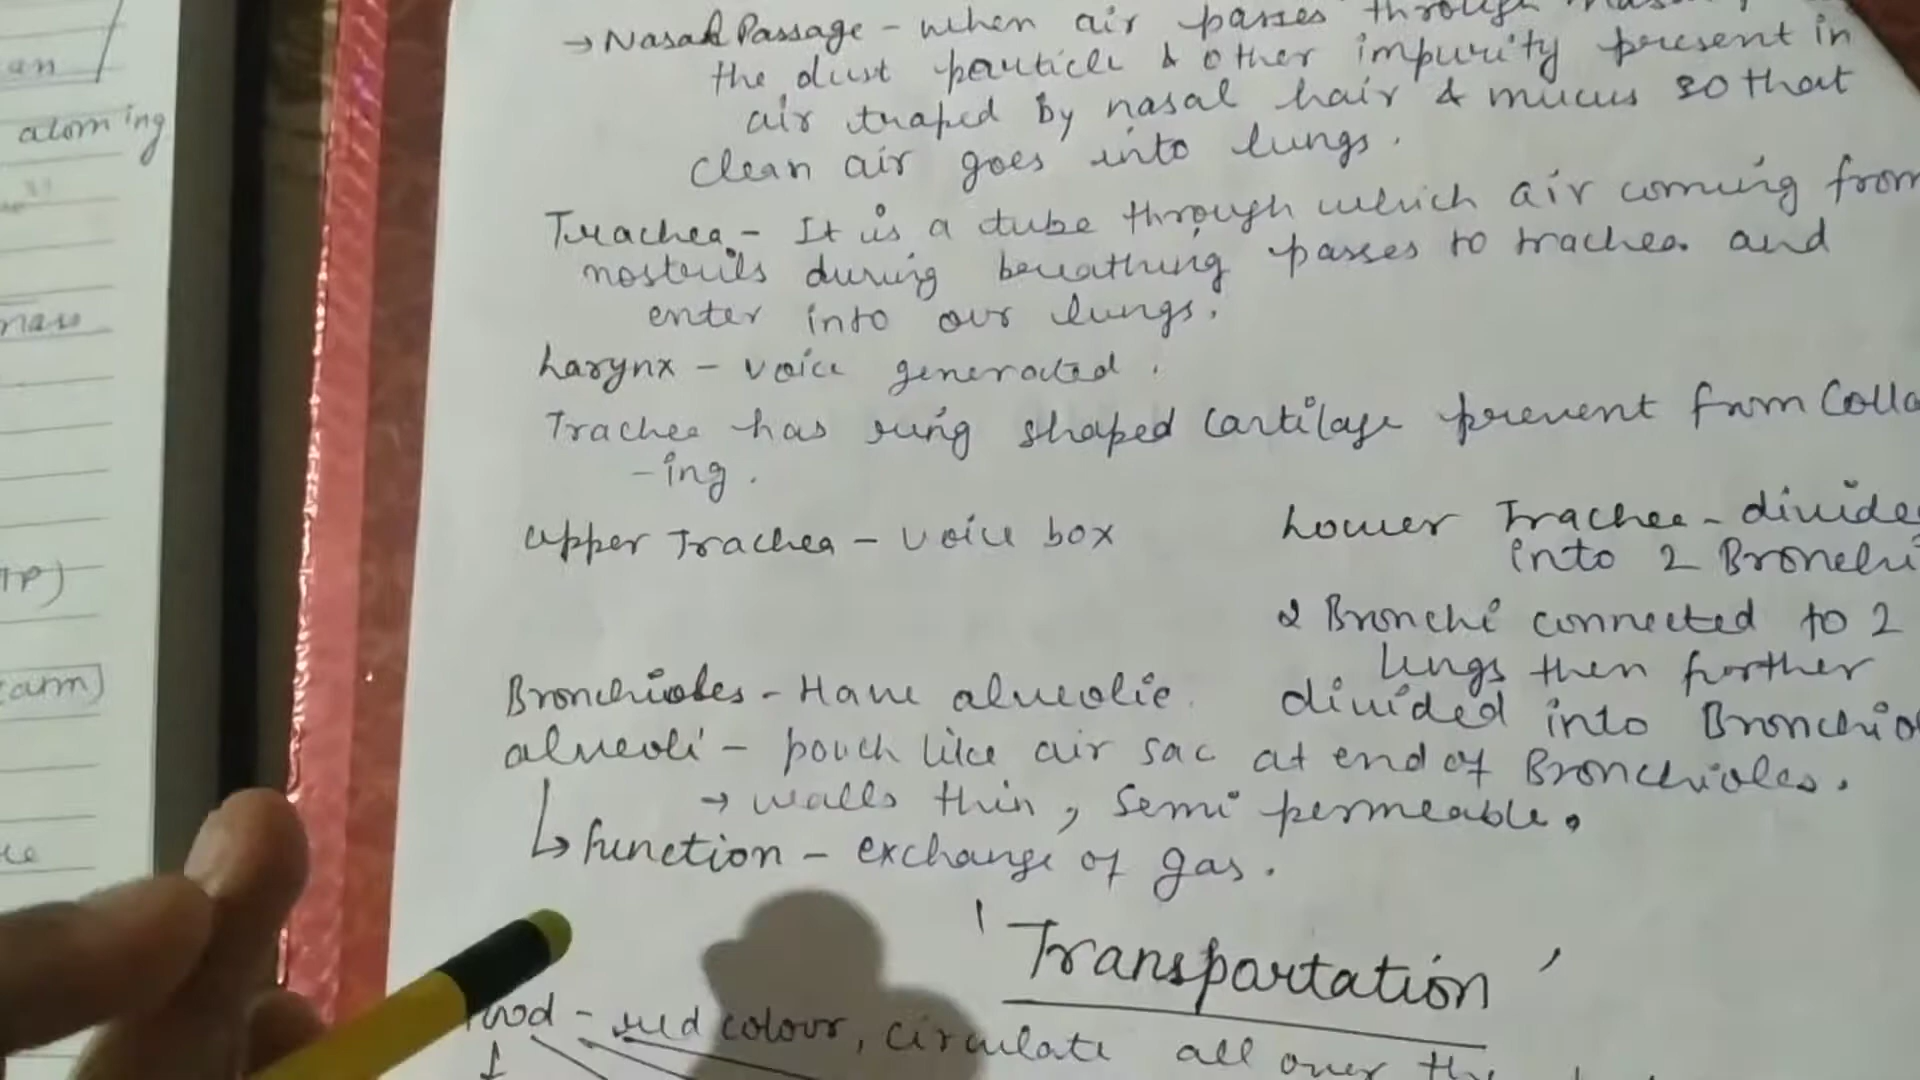 an
alorning
→ Nasal Passage - when air passes through
the dust particle & other impurity present in
air traped by nasal hair & mucus so that
clean air goes into lungs.
Trachea - It is a tube through which air coming from
nostrils during breathing passes to trachea and
enter into our lungs.
Larynx - voice generated.
Trachea has ring shaped Cartilage prevent from Colla
-ing.
Upper Trachea - voice box
Lower Trachea - divide
into 2 Bronchi
2 Bronchi connected to 2
lungs then further
divided into Bronchio
Bronchioles - Have alveolie.
alveoli - pouch like air sac at end of Bronchioles.
→ walls thin, semi permeable.
↳ function - exchange of gas.
'Transportation'
red colour, circulate all over the